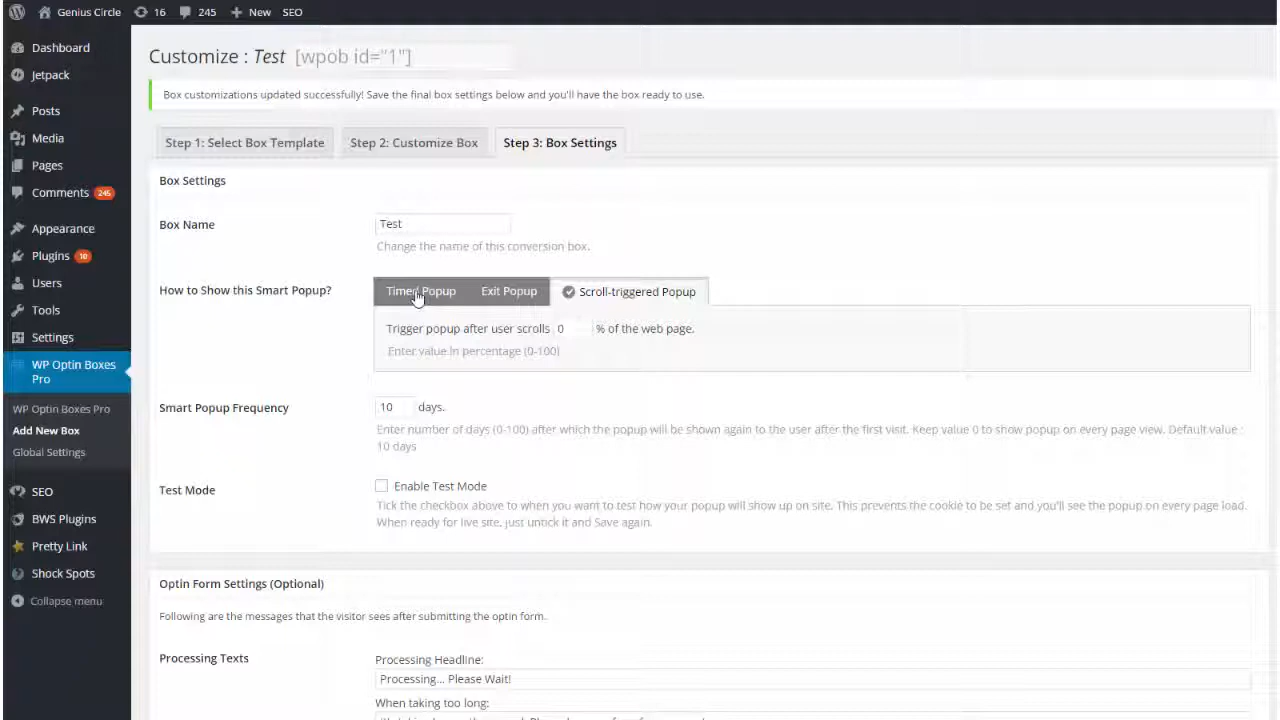 Genius Circle 16 245 New SEO
Dashboard
Jetpack
Posts
Media
Pages
Comments 245
Appearance
Plugins 10
Users
Tools
Settings
WP Optin Boxes
Pro
WP Optin Boxes Pro
Add New Box
Global Settings
SEO
BWS Plugins
Pretty Link
Shock Spots
Collapse menu
Customize : Test [wpob id="1"]
Box customizations updated successfully! Save the final box settings below and you'll have the box ready to use.
Step 1: Select Box Template Step 2: Customize Box Step 3: Box Settings
Box Settings
Box Name Test
Change the name of this conversion box.
How to Show this Smart Popup? Timed Popup Exit Popup Scroll-triggered Popup
Trigger popup after user scrolls 0 % of the web page.
Enter value in percentage (0-100)
Smart Popup Frequency 10 days.
Enter number of days (0-100) after which the popup will be shown again to the user after the first visit. Keep value 0 to show popup on every page view. Default value :
10 days
Test Mode Enable Test Mode
Tick the checkbox above to when you want to test how your popup will show up on site. This prevents the cookie to be set and you'll see the popup on every page load.
When ready for live site, just untick it and Save again.
Optin Form Settings (Optional)
Following are the messages that the visitor sees after submitting the optin form.
Processing Texts Processing Headline:
Processing... Please Wait!
When taking too long: